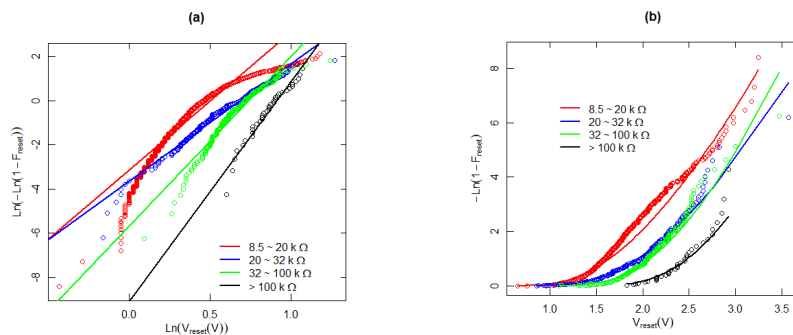 (a)
Ln(−Ln(1−F_reset))
2
0
-2
-4
-6
-8
8.5 ~ 20 k Ω
20 ~ 32 k Ω
32 ~ 100 k Ω
> 100 k Ω
0.0 0.5 1.0
Ln(V_reset(V))
(b)
−Ln(1−F_reset)
8
6
4
2
0
8.5 ~ 20 k Ω
20 ~ 32 k Ω
32 ~ 100 k Ω
> 100 k Ω
1.0 1.5 2.0 2.5 3.0 3.5
V_reset(V)